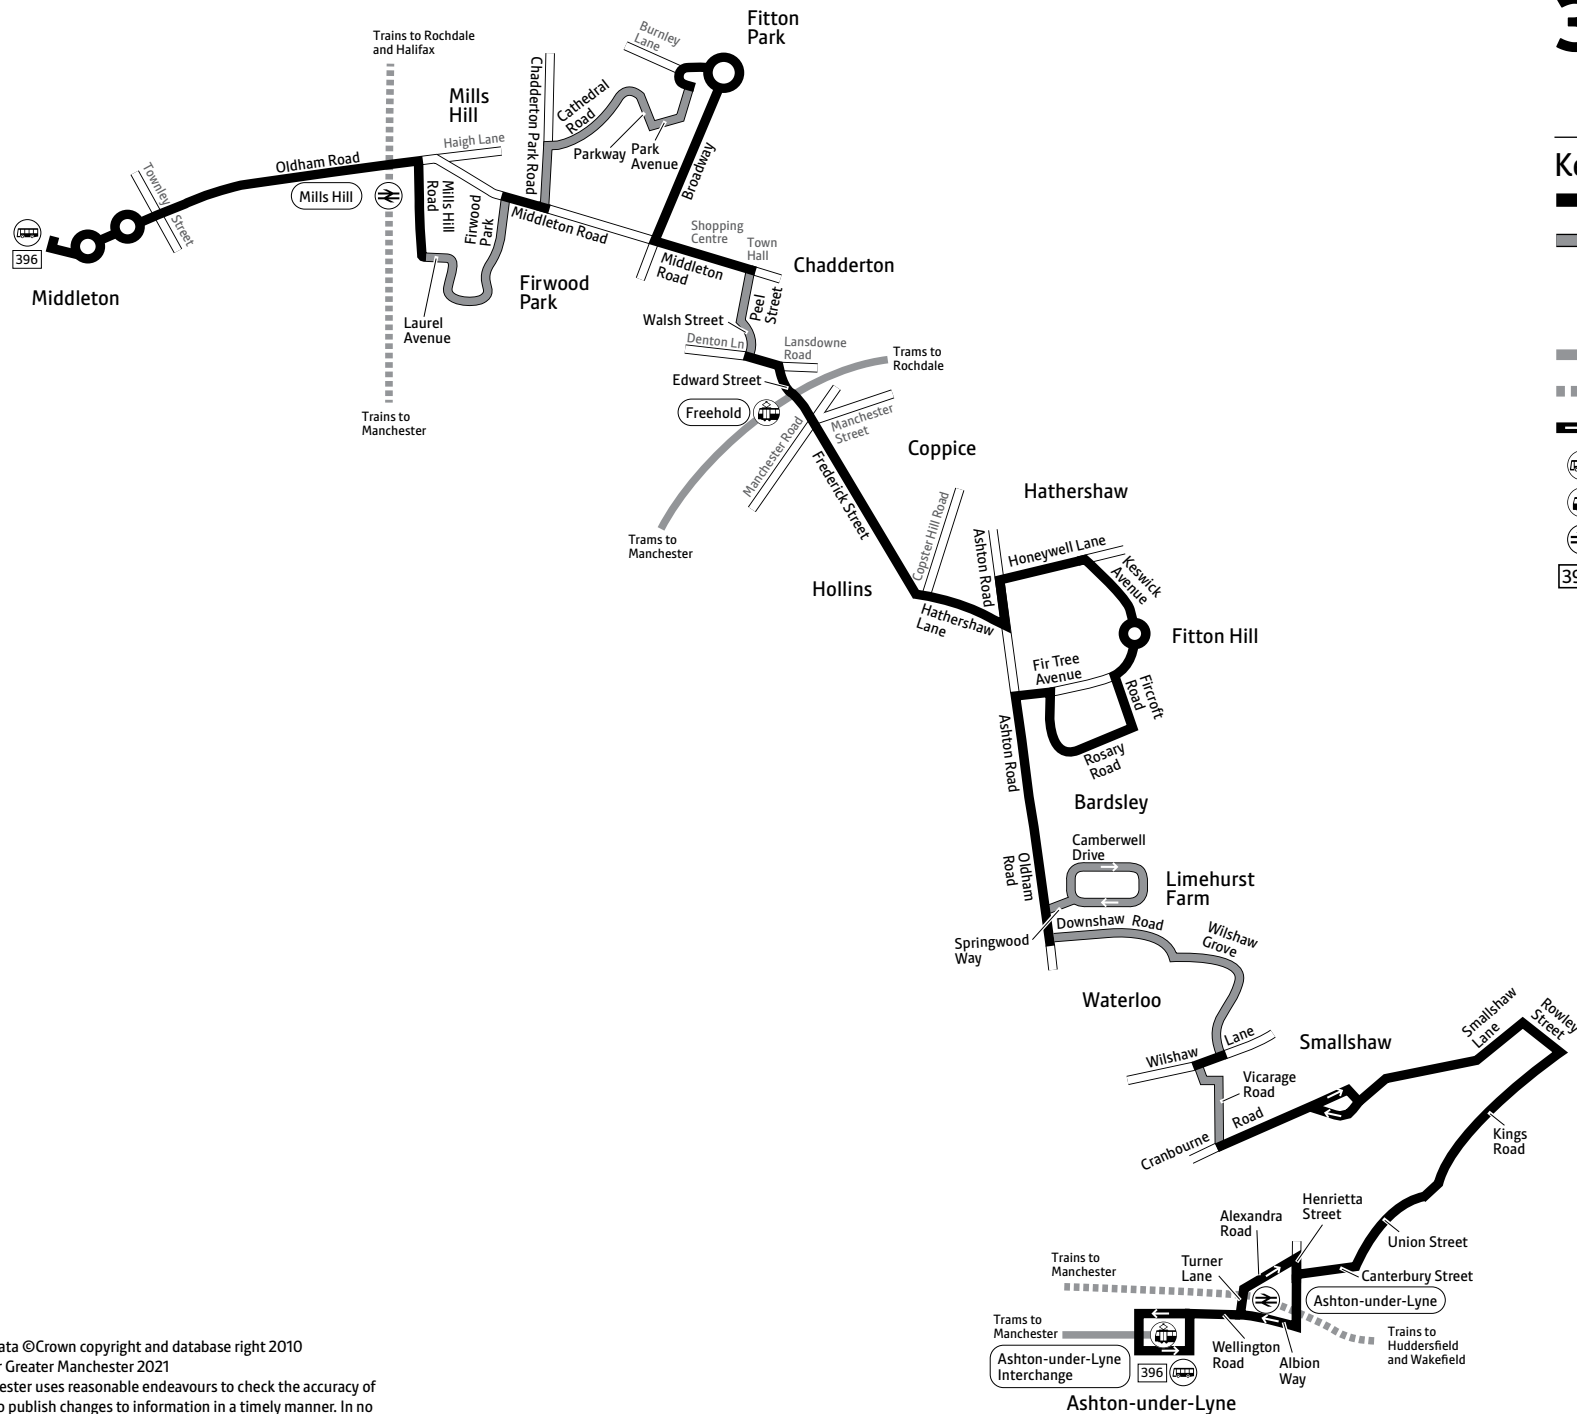 Fitton
Park
Burnley
Lane
Trains to Rochdale
and Halifax
Mills
Hill
Chadderton Park Road
Cathedral
Road
Haigh Lane
Parkway
Park
Avenue
Broadway
Oldham Road
Townley Street
Mills Hill
Mills Hill
Road
Firwood
Park
Middleton Road
Shopping
Centre
Town
Hall
Middleton
Road
Chadderton
396
Middleton
Firwood
Park
Peel
Street
Laurel
Avenue
Walsh Street
Denton Ln
Lansdowne
Road
Trams to
Rochdale
Edward Street
Freehold
Manchester Road
Manchester
Street
Trains to
Manchester
Frederick Street
Coppice
Hathershaw
Copster Hill Road
Ashton Road
Honeywell Lane
Keswick
Avenue
Trams to
Manchester
Hollins
Hathershaw
Lane
Fitton Hill
Fir Tree
Avenue
Fircroft
Road
Ashton Road
Rosary
Road
Bardsley
Camberwell
Drive
Oldham
Road
Limehurst
Farm
Downshaw Road
Wilshaw
Grove
Springwood
Way
Waterloo
Smallshaw
Lane
Rowley
Street
Wilshaw Lane
Smallshaw
Vicarage
Road
Cranbourne Road
Kings
Road
Henrietta
Street
Alexandra
Road
Union Street
Turner
Lane
Trains to
Manchester
Canterbury Street
Ashton-under-Lyne
Trams to
Manchester
Trains to
Huddersfield
and Wakefield
Wellington
Road
Albion
Way
Ashton-under-Lyne
Interchange
396
Ashton-under-Lyne
3
Ke
39
ata ©Crown copyright and database right 2010
r Greater Manchester 2021
ester uses reasonable endeavours to check the accuracy of
o publish changes to information in a timely manner. In no